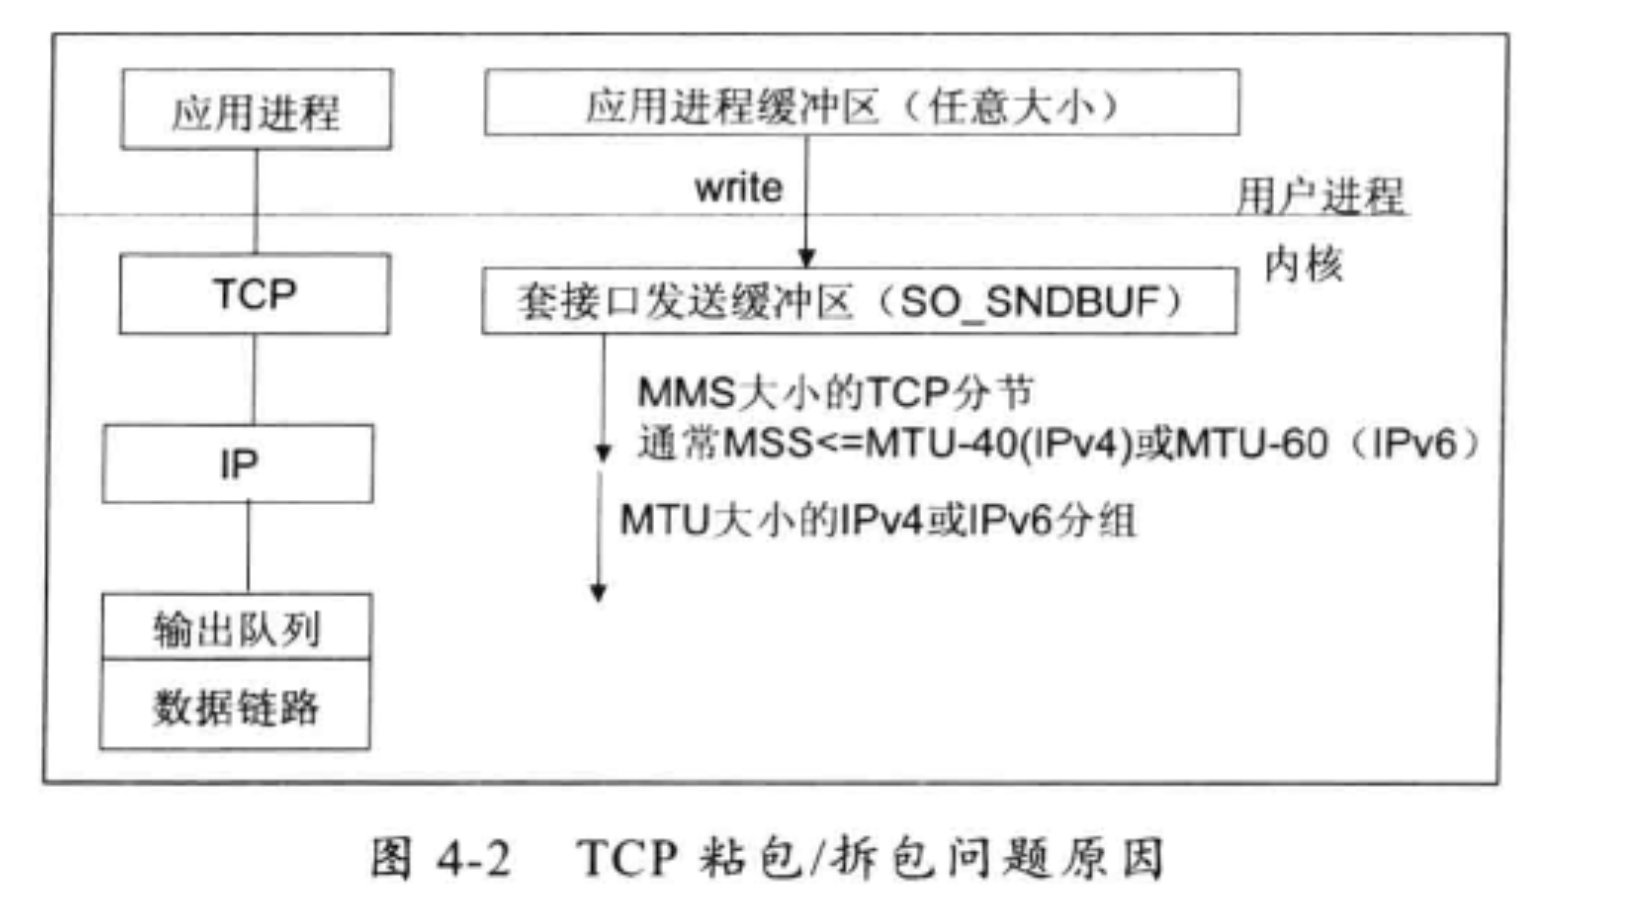 应用进程
应用进程缓冲区（任意大小）
write
用户进程
内核
TCP
套接口发送缓冲区（SO_SNDBUF）
MMS大小的TCP分节
通常MSS<=MTU-40(IPv4)或MTU-60（IPv6）
IP
MTU大小的IPv4或IPv6分组
输出队列
数据链路
图 4-2 TCP 粘包/拆包问题原因